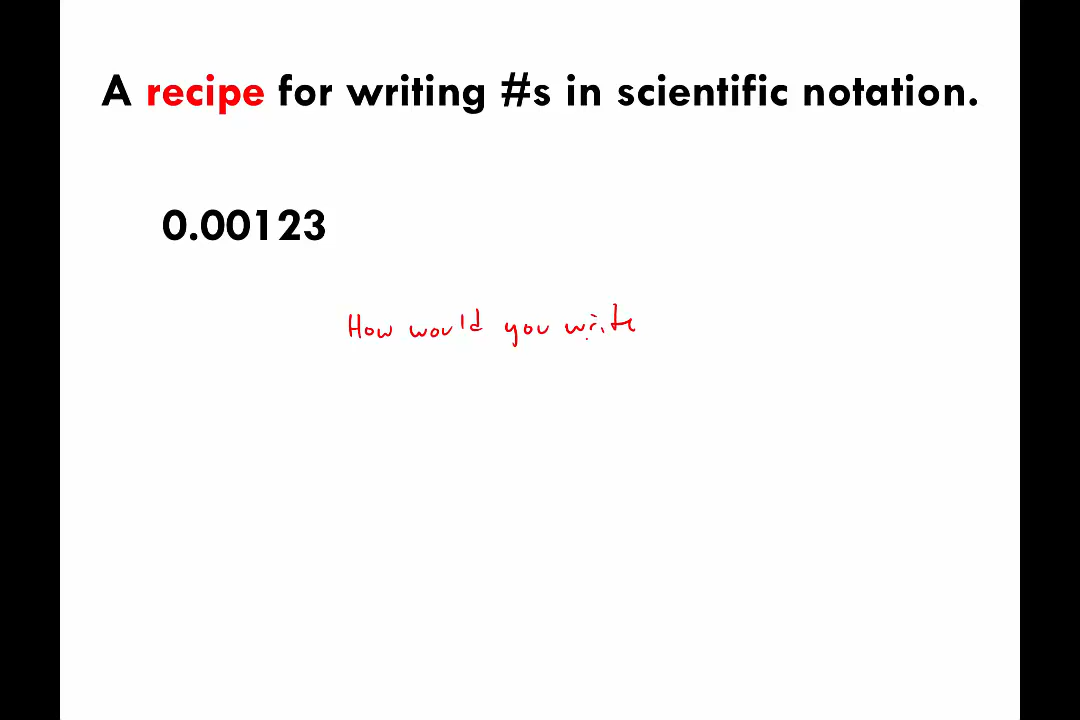 A recipe for writing #s in scientific notation.
0.00123
How would you write